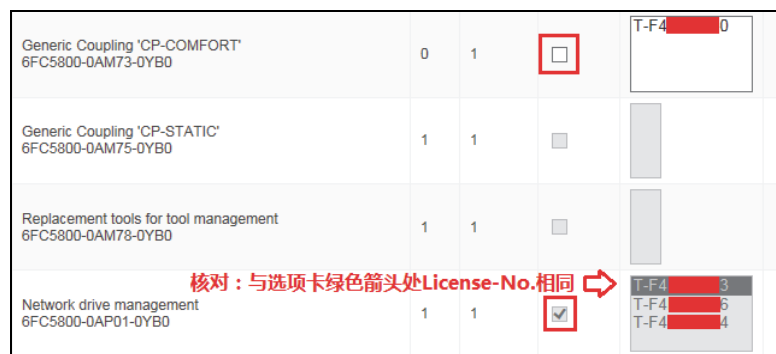 Generic Coupling 'CP-COMFORT'
6FC5800-0AM73-0YB0
0
1
T-F4 0
Generic Coupling 'CP-STATIC'
6FC5800-0AM75-0YB0
1
1
Replacement tools for tool management
6FC5800-0AM78-0YB0
1
1
核对：与选项卡绿色箭头处License-No.相同
Network drive management
6FC5800-0AP01-0YB0
1
1
T-F4 3
T-F4 6
T-F4 4